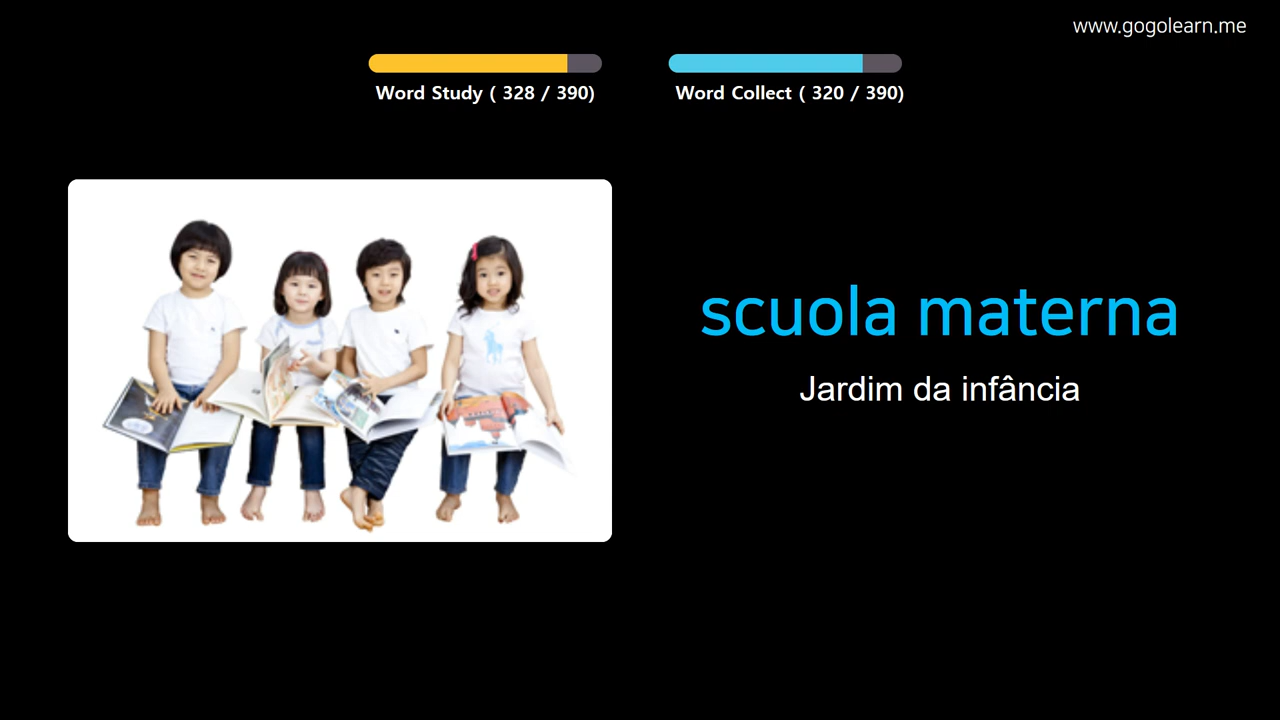 www.gogolearn.me
Word Study ( 328 / 390)
Word Collect ( 320 / 390)
scuola materna
Jardim da infância